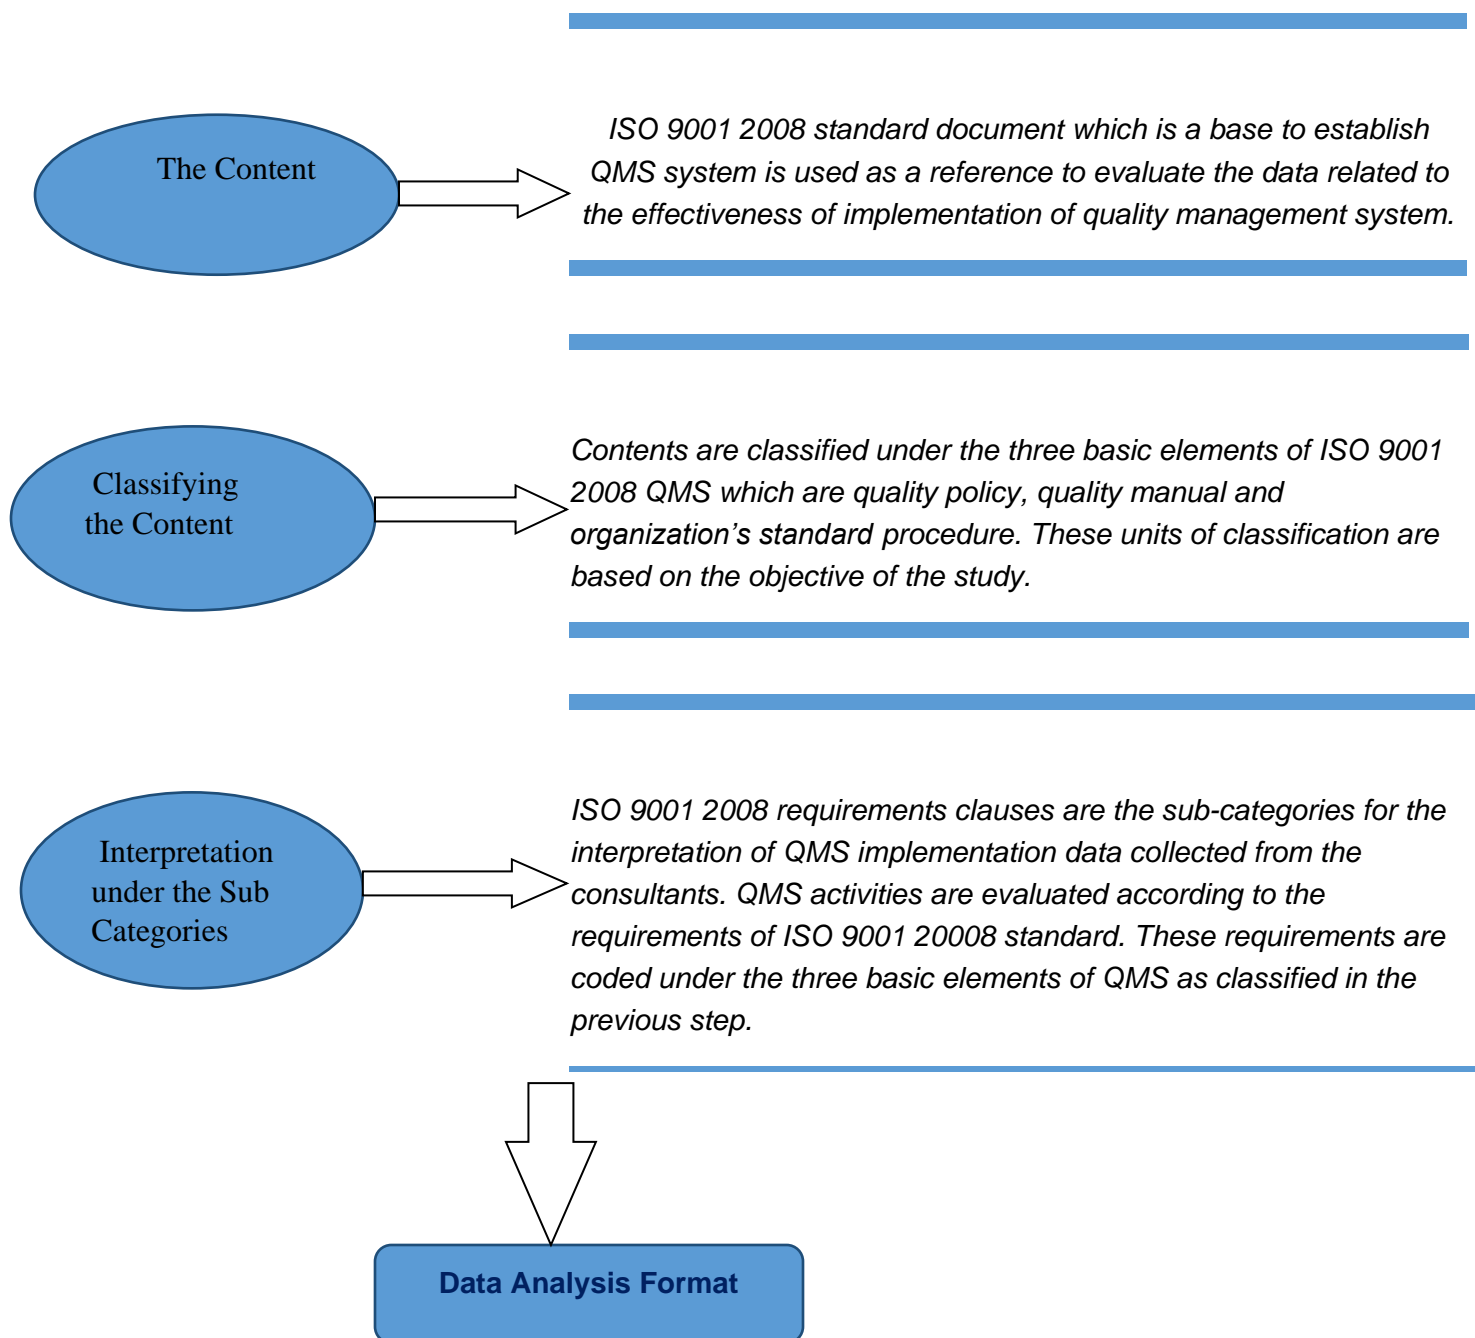 The Content
ISO 9001 2008 standard document which is a base to establish
QMS system is used as a reference to evaluate the data related to
the effectiveness of implementation of quality management system.
Classifying
the Content
Contents are classified under the three basic elements of ISO 9001
2008 QMS which are quality policy, quality manual and
organization’s standard procedure. These units of classification are
based on the objective of the study.
Interpretation
under the Sub
Categories
ISO 9001 2008 requirements clauses are the sub-categories for the
interpretation of QMS implementation data collected from the
consultants. QMS activities are evaluated according to the
requirements of ISO 9001 20008 standard. These requirements are
coded under the three basic elements of QMS as classified in the
previous step.
Data Analysis Format